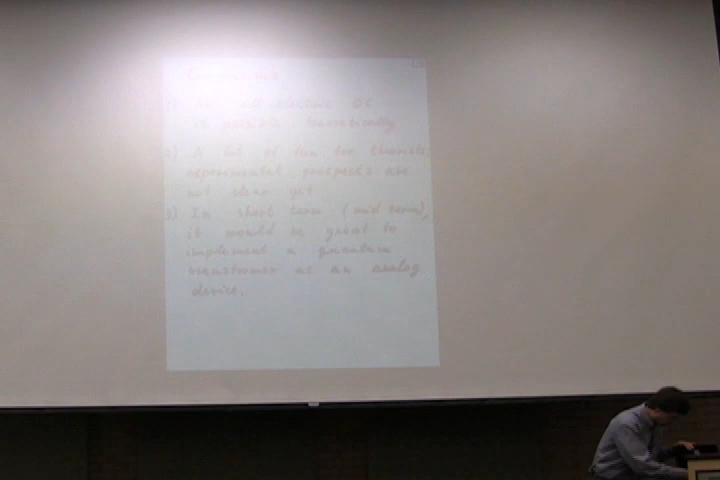 Conclusions
1) An all electric QC
is possible theoretically
2) A lot of fun for theorists,
experimental prospects are
not clear yet
3) In short term (mid term),
it would be great to
implement a quantum
transformer as an analog
device.